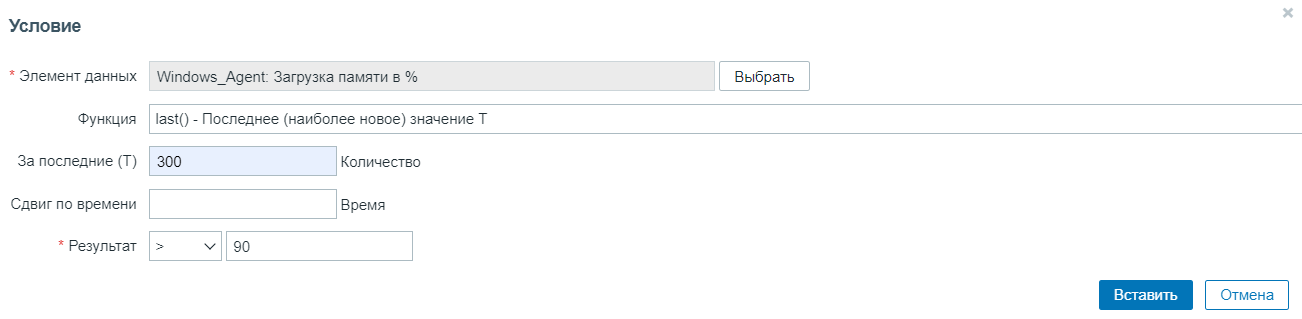 Условие
* Элемент данных Windows_Agent: Загрузка памяти в % Выбрать
Функция last() - Последнее (наиболее новое) значение T
За последние (T) 300 Количество
Сдвиг по времени Время
* Результат > 90
Вставить Отмена